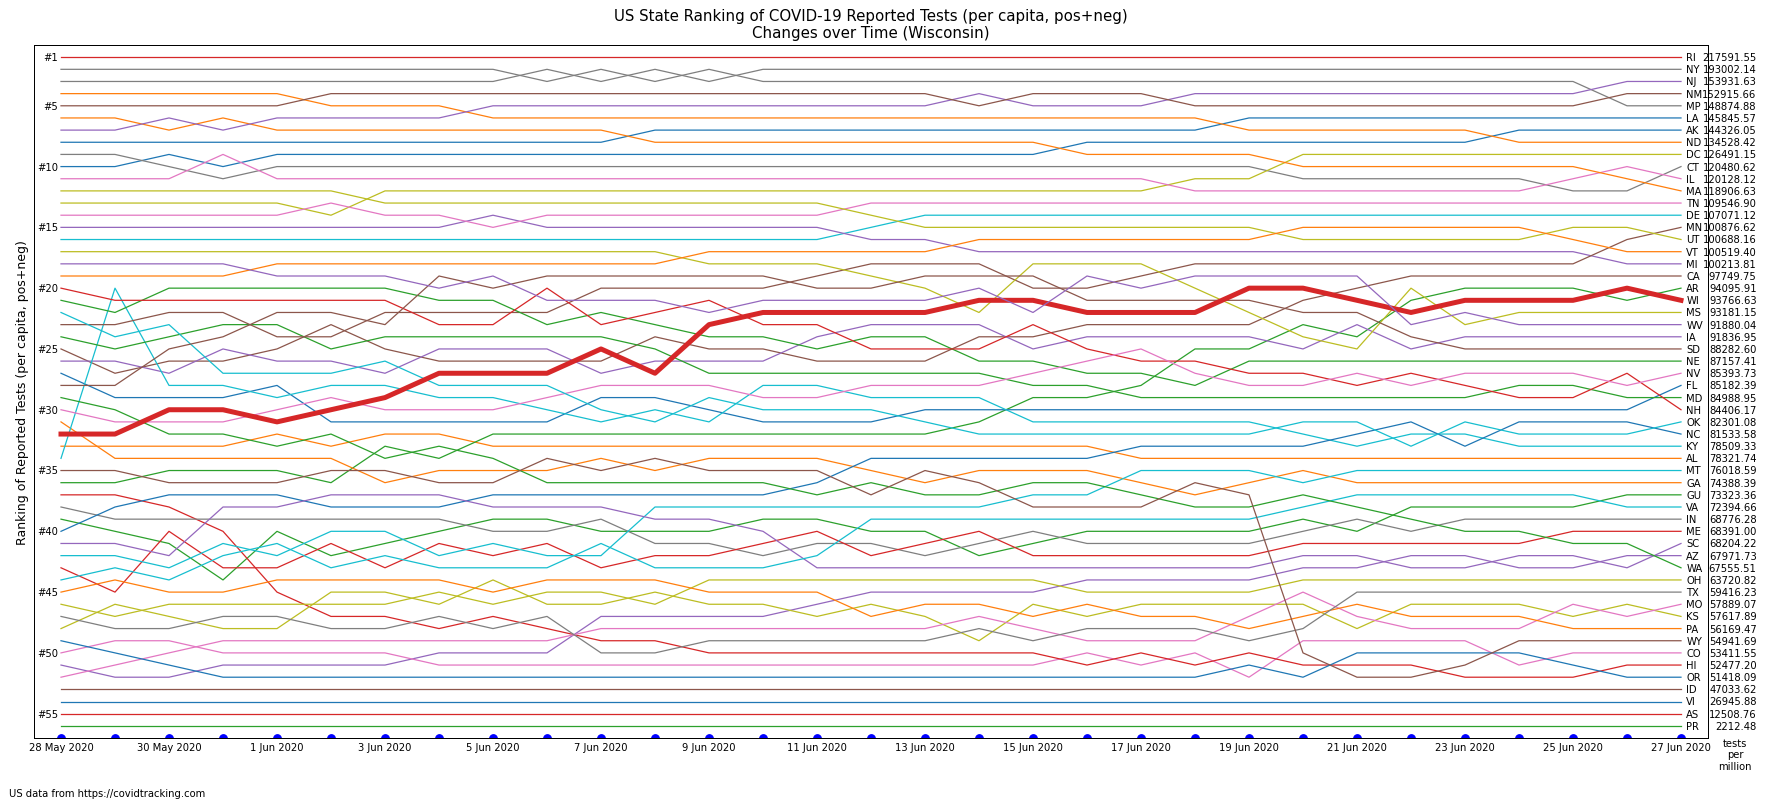 US State Ranking of COVID-19 Reported Tests (per capita, pos+neg)
Changes over Time (Wisconsin)
Ranking of Reported Tests (per capita, pos+neg)
#1
#5
#10
#15
#20
#25
#30
#35
#40
#45
#50
#55
RI 217591.55
NY 193002.14
NJ 153931.63
NM 152915.66
MP 148874.88
LA 145845.57
AK 144326.05
ND 134528.42
DC 126491.15
CT 120480.62
IL 120128.12
MA 118906.63
TN 109546.90
DE 107071.12
MN 100876.62
UT 100688.16
VT 100519.40
MI 100213.81
CA 97749.75
AR 94095.91
WI 93766.63
MS 93181.15
WV 91880.04
IA 91836.95
SD 88282.60
NE 87157.41
NV 85393.73
FL 85182.39
MD 84988.95
NH 84406.17
OK 82301.08
NC 81533.58
KY 78509.33
AL 78321.74
MT 76018.59
GA 74388.39
GU 73323.36
VA 72394.66
IN 68776.28
ME 68391.00
SC 68204.22
AZ 67971.73
WA 67555.51
OH 63720.82
TX 59416.23
MO 57889.07
KS 57617.89
PA 56169.47
WY 54941.69
CO 53411.55
HI 52477.20
OR 51418.09
ID 47033.62
VI 26945.88
AS 12508.76
PR 2212.48
28 May 2020 30 May 2020 1 Jun 2020 3 Jun 2020 5 Jun 2020 7 Jun 2020 9 Jun 2020 11 Jun 2020 13 Jun 2020 15 Jun 2020 17 Jun 2020 19 Jun 2020 21 Jun 2020 23 Jun 2020 25 Jun 2020 27 Jun 2020
tests
per
million
US data from https://covidtracking.com